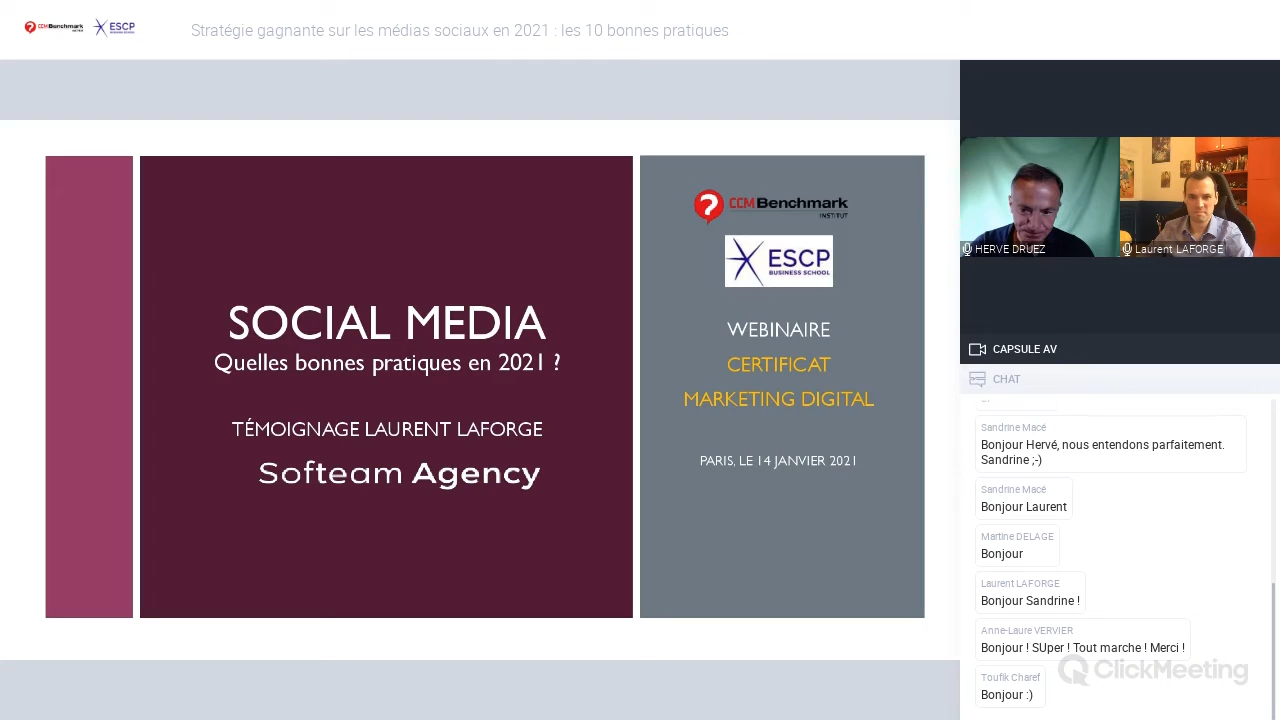 CCMBenchmark
ESCP
Stratégie gagnante sur les médias sociaux en 2021 : les 10 bonnes pratiques
SOCIAL MEDIA
Quelles bonnes pratiques en 2021 ?
TÉMOIGNAGE LAURENT LAFORGE
Softeam Agency
?
CCMBenchmark
INSTITUT
ESCP
BUSINESS SCHOOL
WEBINAIRE
CERTIFICAT
MARKETING DIGITAL
PARIS, LE 14 JANVIER 2021
HERVE DRUEZ
Laurent LAFORGE
CAPSULE AV
CHAT
Sandrine Macé
Bonjour Hervé, nous entendons parfaitement.
Sandrine ;-)
Sandrine Macé
Bonjour Laurent
Martine DELAGE
Bonjour
Laurent LAFORGE
Bonjour Sandrine !
Anne-Laure VERVIER
Bonjour ! SUper ! Tout marche ! Merci !
Toufik Charef
Bonjour :)
ClickMeeting